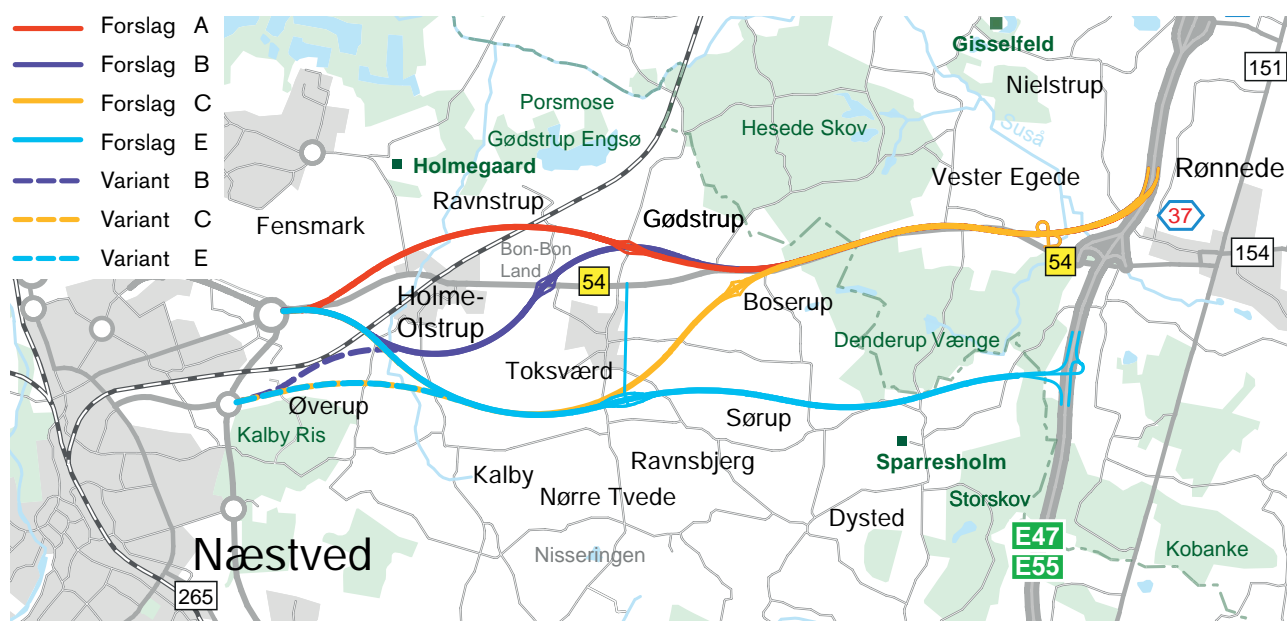 Forslag A
Forslag B
Forslag C
Forslag E
Variant B
Variant C
Variant E
Gisselfeld
151
Nielstrup
Porsmose
Gødstrup Engsø
Hesede Skov
Suså
Holmegaard
Rønnede
Vester Egede
Ravnstrup
Gødstrup
37
Fensmark
Bon-Bon
Land
54
54
154
Holme-
Olstrup
Boserup
Denderup Vænge
Toksværd
Øverup
Sørup
Kalby Ris
Ravnsbjerg
Sparresholm
Kalby
Nørre Tvede
Storskov
Dysted
E47
E55
Næstved
Nisseringen
Kobanke
265